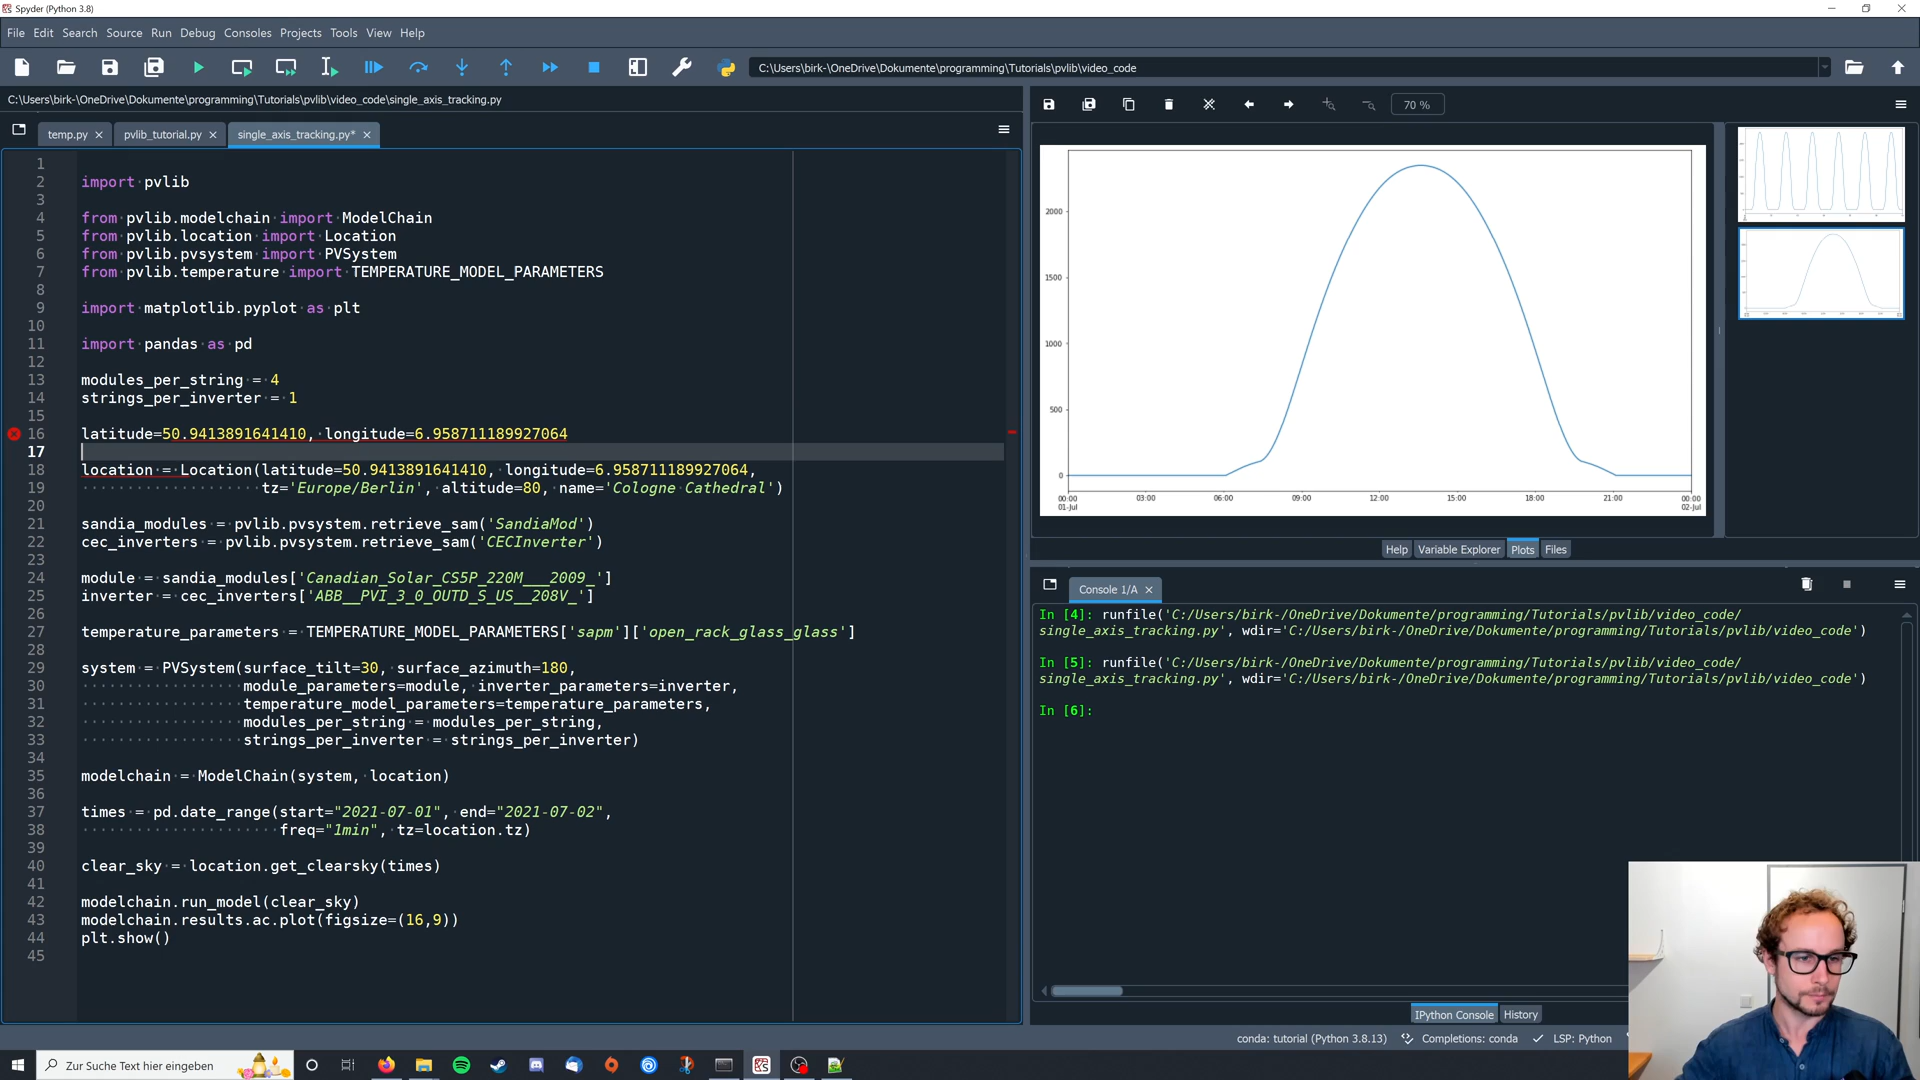 Spyder (Python 3.8)
File Edit Search Source Run Debug Consoles Projects Tools View Help
C:\Users\birk-\OneDrive\Dokumente\programming\Tutorials\pvlib\video_code
C:\Users\birk-\OneDrive\Dokumente\programming\Tutorials\pvlib\video_code\single_axis_tracking.py
temp.py pvlib_tutorial.py single_axis_tracking.py*
1
2 import pvlib
3
4 from pvlib.modelchain import ModelChain
5 from pvlib.location import Location
6 from pvlib.pvsystem import PVSystem
7 from pvlib.temperature import TEMPERATURE_MODEL_PARAMETERS
8
9 import matplotlib.pyplot as plt
10
11 import pandas as pd
12
13 modules_per_string = 4
14 strings_per_inverter = 1
15
16 latitude=50.9413891641410, longitude=6.958711189927064
17
18 location = Location(latitude=50.9413891641410, longitude=6.958711189927064,
19 tz='Europe/Berlin', altitude=80, name='Cologne Cathedral')
20
21 sandia_modules = pvlib.pvsystem.retrieve_sam('SandiaMod')
22 cec_inverters = pvlib.pvsystem.retrieve_sam('CECInverter')
23
24 module = sandia_modules['Canadian_Solar_CS5P_220M___2009_']
25 inverter = cec_inverters['ABB__PVI_3_0_OUTD_S_US__208V_']
26
27 temperature_parameters = TEMPERATURE_MODEL_PARAMETERS['sapm']['open_rack_glass_glass']
28
29 system = PVSystem(surface_tilt=30, surface_azimuth=180,
30 module_parameters=module, inverter_parameters=inverter,
31 temperature_model_parameters=temperature_parameters,
32 modules_per_string = modules_per_string,
33 strings_per_inverter = strings_per_inverter)
34
35 modelchain = ModelChain(system, location)
36
37 times = pd.date_range(start="2021-07-01", end="2021-07-02",
38 freq="1min", tz=location.tz)
39
40 clear_sky = location.get_clearsky(times)
41
42 modelchain.run_model(clear_sky)
43 modelchain.results.ac.plot(figsize=(16,9))
44 plt.show()
45
70 %
2000
1500
1000
500
0
00:00 03:00 06:00 09:00 12:00 15:00 18:00 21:00 00:00
01-Jul 02-Jul
Help Variable Explorer Plots Files
Console 1/A
In [4]: runfile('C:/Users/birk-/OneDrive/Dokumente/programming/Tutorials/pvlib/video_code/
single_axis_tracking.py', wdir='C:/Users/birk-/OneDrive/Dokumente/programming/Tutorials/pvlib/video_code')
In [5]: runfile('C:/Users/birk-/OneDrive/Dokumente/programming/Tutorials/pvlib/video_code/
single_axis_tracking.py', wdir='C:/Users/birk-/OneDrive/Dokumente/programming/Tutorials/pvlib/video_code')
In [6]:
IPython Console History
conda: tutorial (Python 3.8.13) Completions: conda LSP: Python
Zur Suche Text hier eingeben